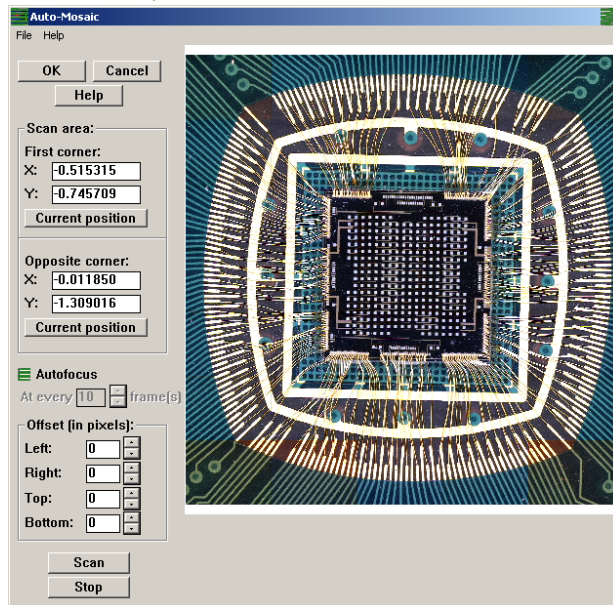 Auto-Mosaic
File Help
OK Cancel
Help
Scan area:
First corner:
X: -0.515315
Y: -0.745709
Current position
Opposite corner:
X: -0.011850
Y: -1.309016
Current position
Autofocus
At every 10 frame(s)
Offset (in pixels):
Left: 0
Right: 0
Top: 0
Bottom: 0
Scan
Stop